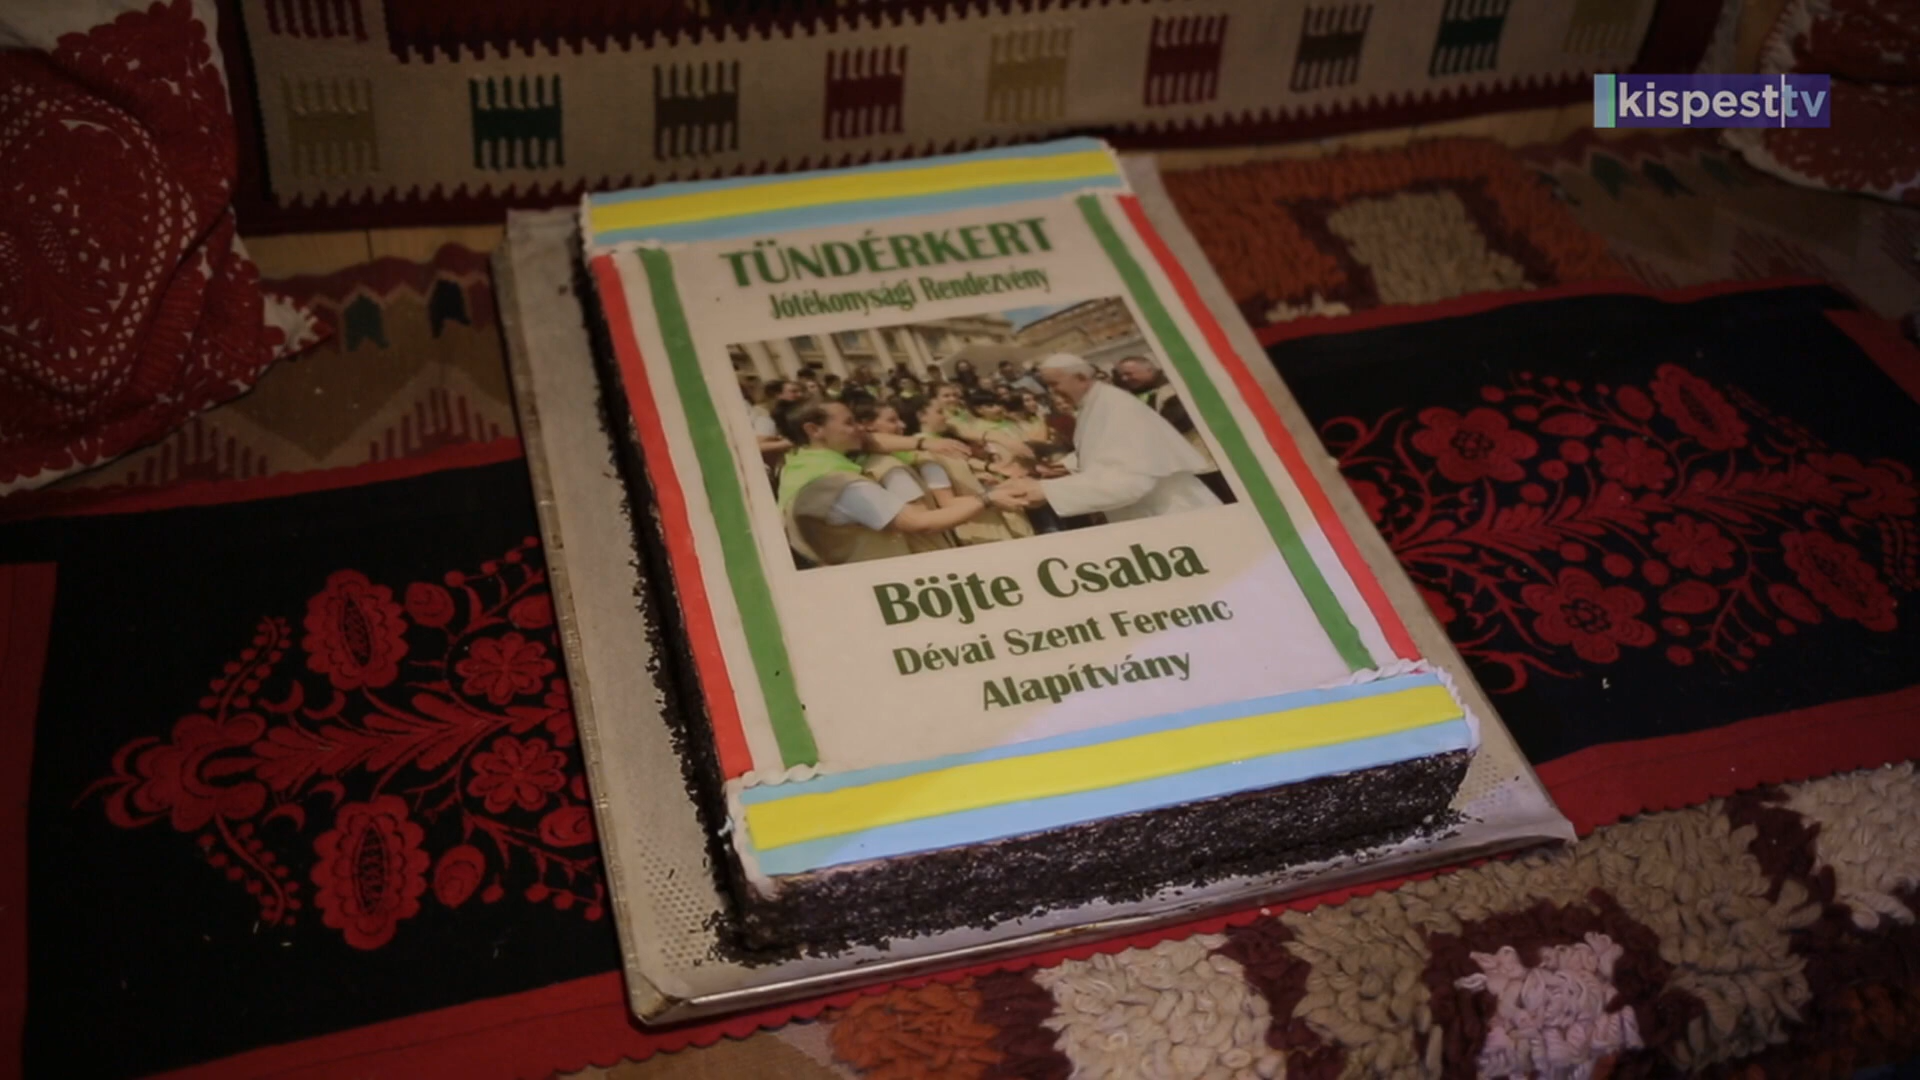 kispest tv
TÜNDÉRKERT
Jótékonysági Rendezvény
Böjte Csaba
Dévai Szent Ferenc
Alapítvány